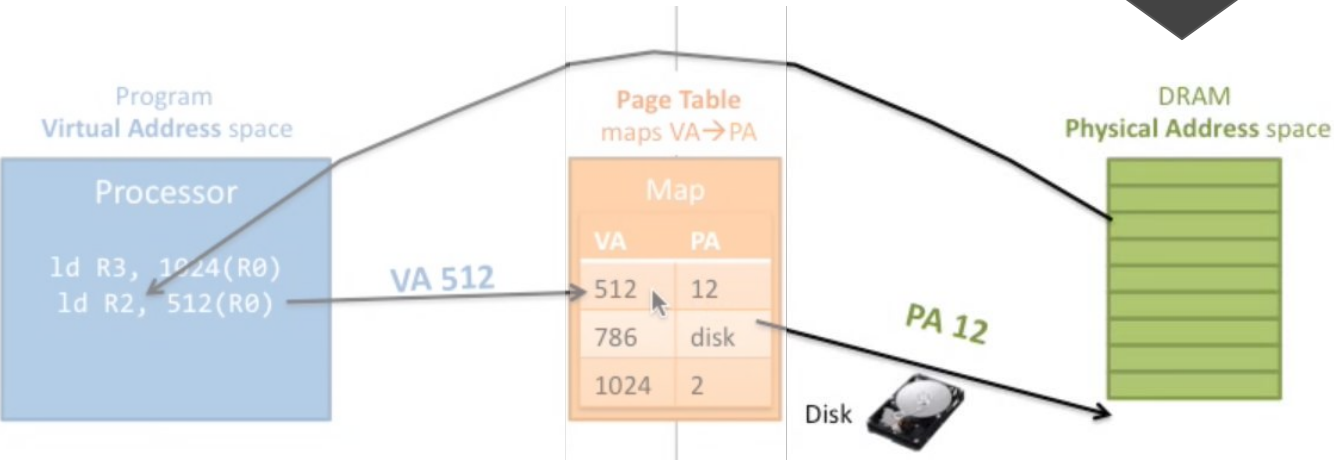 Program
Virtual Address space
Processor
ld R3, 1024(R0)
ld R2, 512(R0)
VA 512
Page Table
maps VA→PA
Map
VA PA
512 12
786 disk
1024 2
PA 12
Disk
DRAM
Physical Address space